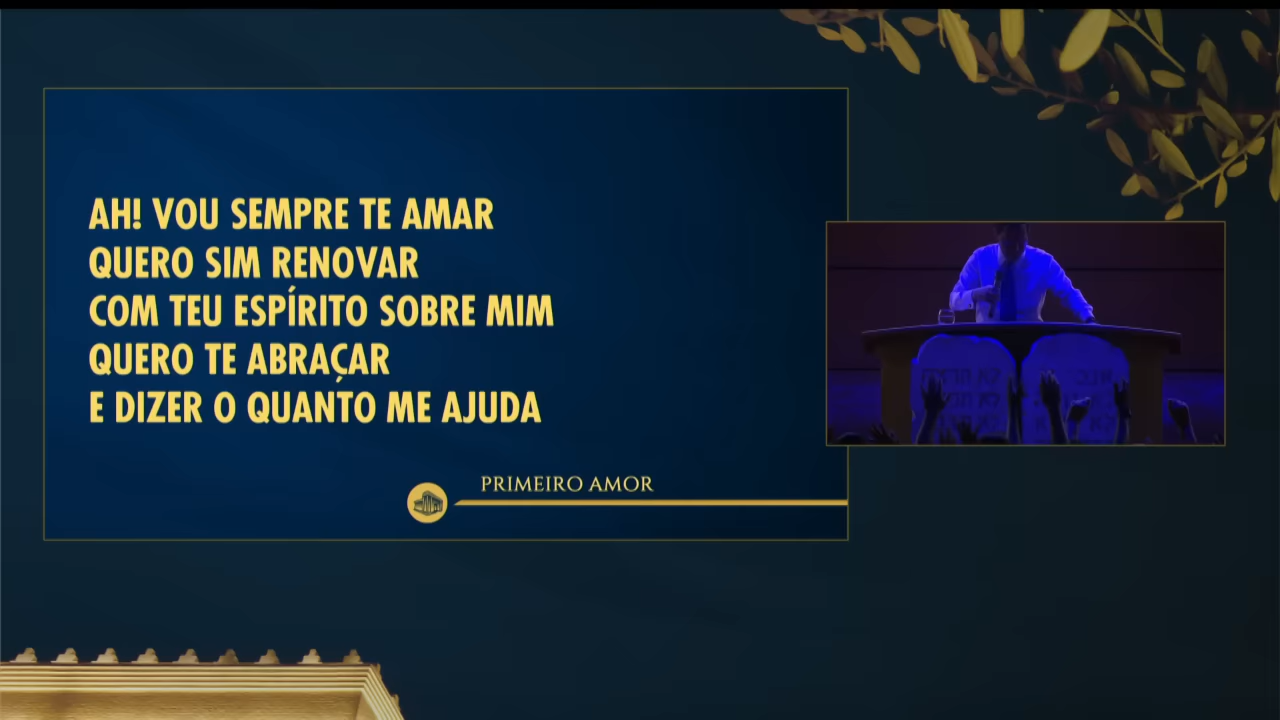 AH! VOU SEMPRE TE AMAR
QUERO SIM RENOVAR
COM TEU ESPÍRITO SOBRE MIM
QUERO TE ABRAÇAR
E DIZER O QUANTO ME AJUDA
PRIMEIRO AMOR